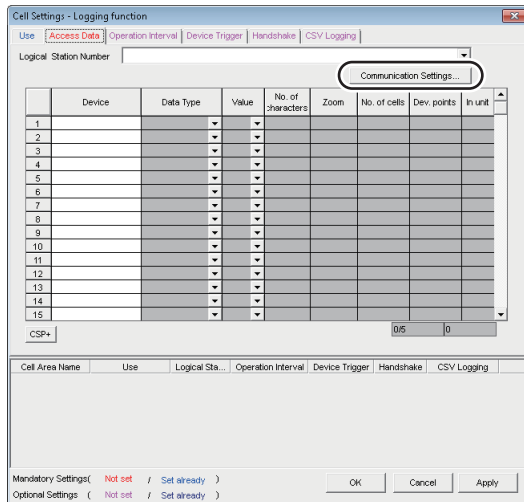 Cell Settings - Logging function
Use Access Data Operation Interval Device Trigger Handshake CSV Logging
Logical Station Number
Communication Settings...
Device Data Type Value No. of characters Zoom No. of cells Dev. points In unit
1
2
3
4
5
6
7
8
9
10
11
12
13
14
15
CSP+ 0/5 0
Cell Area Name Use Logical Sta... Operation Interval Device Trigger Handshake CSV Logging
Mandatory Settings( Not set / Set already ) OK Cancel Apply
Optional Settings ( Not set / Set already )